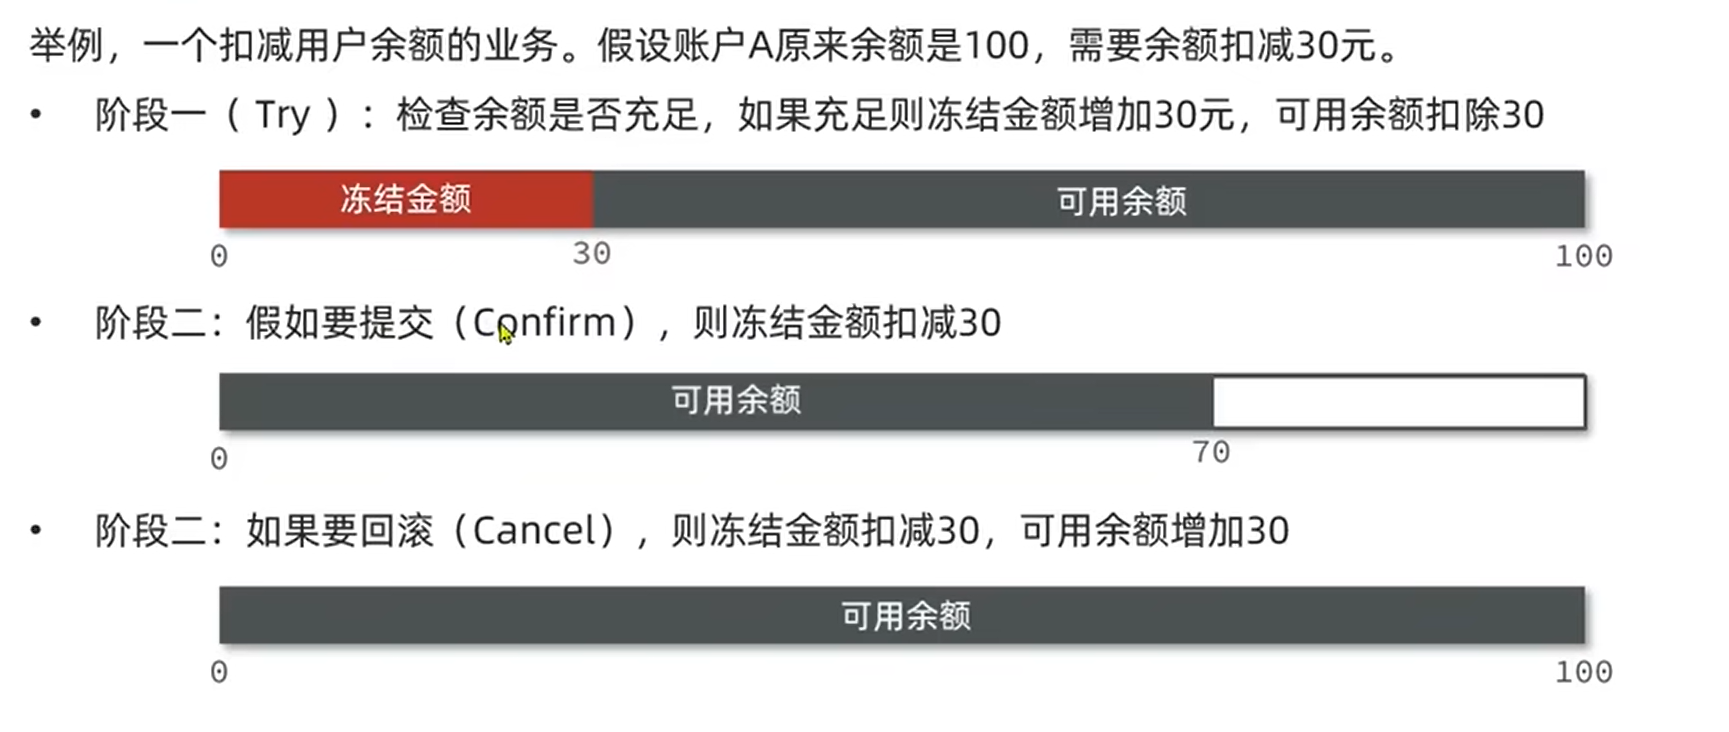 举例，一个扣减用户余额的业务。假设账户A原来余额是100，需要余额扣减30元。
• 阶段一（ Try ）：检查余额是否充足，如果充足则冻结金额增加30元，可用余额扣除30
冻结金额 可用余额
0 30 100
• 阶段二：假如要提交（Confirm），则冻结金额扣减30
可用余额
0 70
• 阶段二：如果要回滚（Cancel），则冻结金额扣减30，可用余额增加30
可用余额
0 100